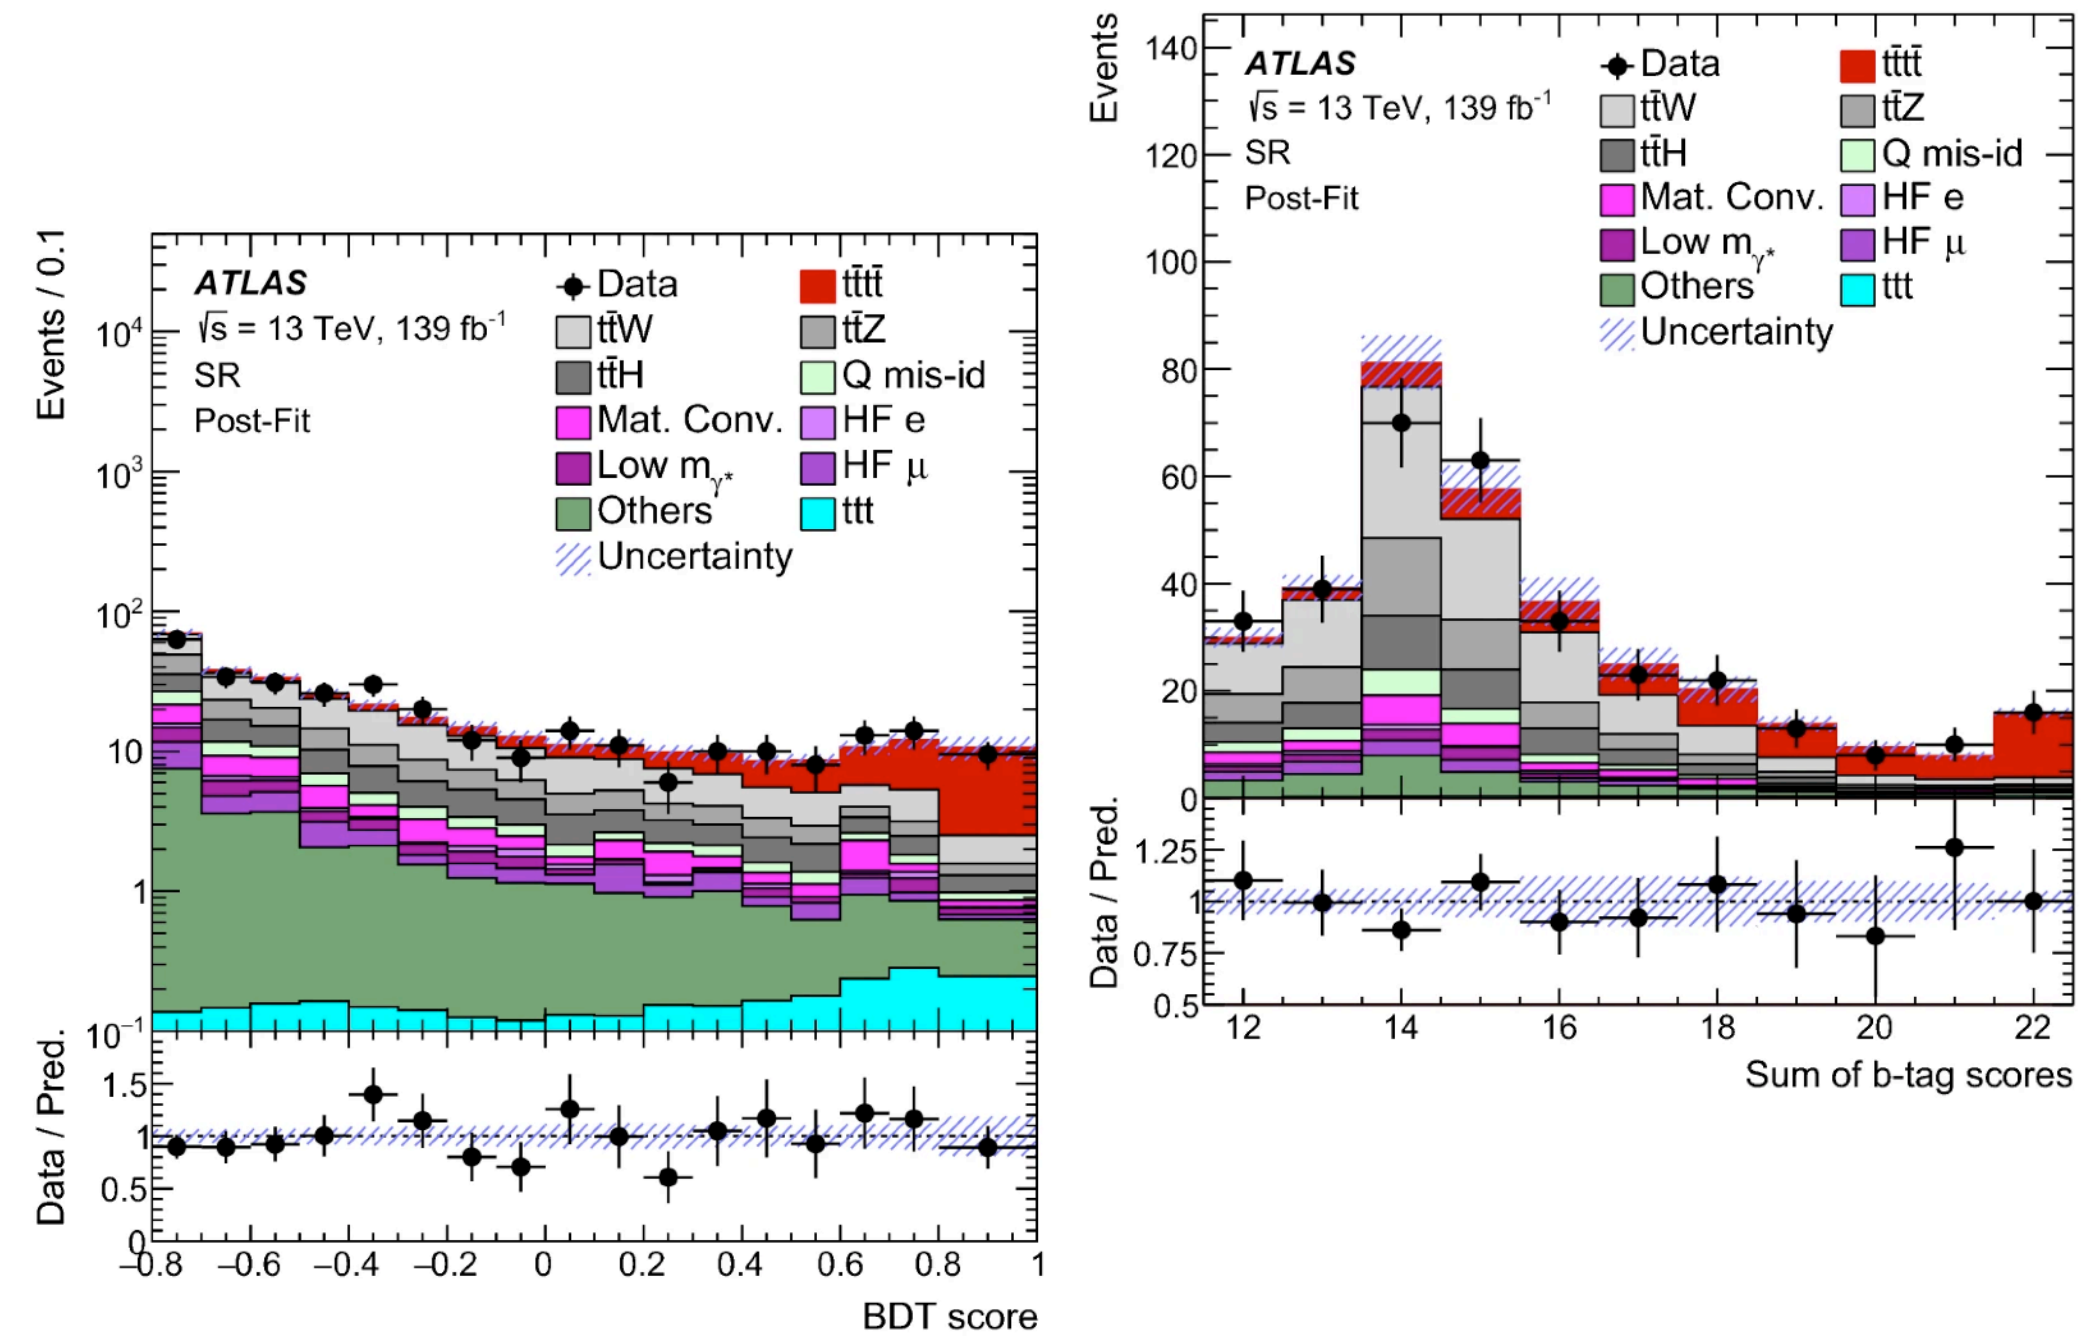 Events / 0.1
ATLAS
√s = 13 TeV, 139 fb⁻¹
SR
Post-Fit
Data
tt̄tt̄
tt̄W
tt̄Z
tt̄H
Q mis-id
Mat. Conv.
HF e
Low mγ*
HF μ
Others
ttt
Uncertainty
10⁴
10³
10²
10
1
10⁻¹
Data / Pred.
1.5
1
0.5
0
−0.8 −0.6 −0.4 −0.2 0 0.2 0.4 0.6 0.8 1
BDT score
Events
ATLAS
√s = 13 TeV, 139 fb⁻¹
SR
Post-Fit
Data
tt̄tt̄
tt̄W
tt̄Z
tt̄H
Q mis-id
Mat. Conv.
HF e
Low mγ*
HF μ
Others
ttt
Uncertainty
140
120
100
80
60
40
20
0
Data / Pred.
1.25
1
0.75
0.5
12 14 16 18 20 22
Sum of b-tag scores